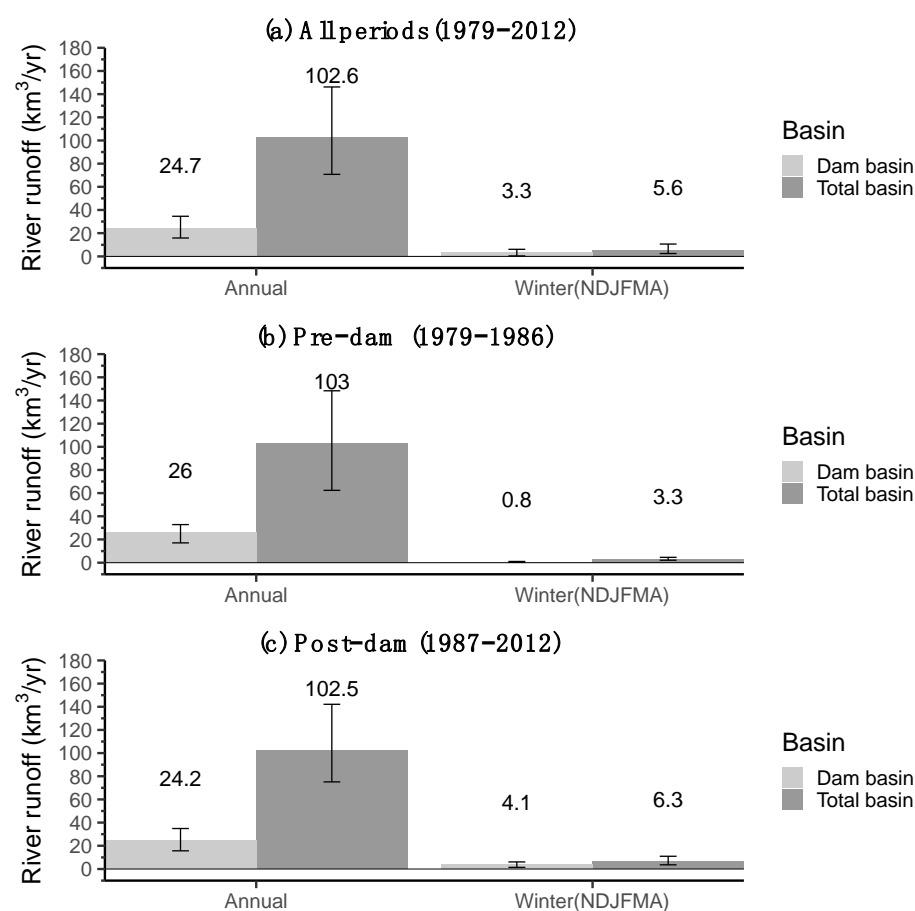 (a) All periods (1979-2012)
River runoff (km³/yr)
180
160
140
120
100
80
60
40
20
0
24.7
102.6
3.3
5.6
Annual
Winter(NDJFMA)
Basin
Dam basin
Total basin
(b) Pre-dam (1979-1986)
River runoff (km³/yr)
180
160
140
120
100
80
60
40
20
0
26
103
0.8
3.3
Annual
Winter(NDJFMA)
Basin
Dam basin
Total basin
(c) Post-dam (1987-2012)
River runoff (km³/yr)
180
160
140
120
100
80
60
40
20
0
24.2
102.5
4.1
6.3
Annual
Winter(NDJFMA)
Basin
Dam basin
Total basin